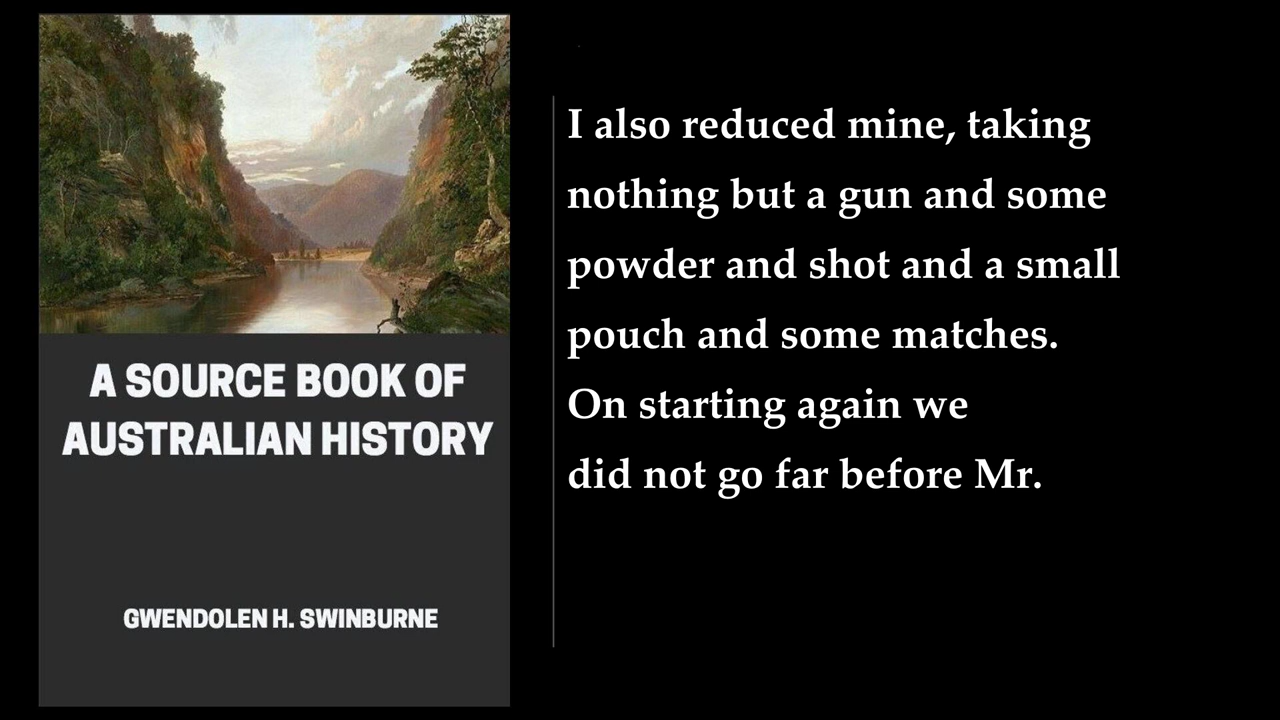 A SOURCE BOOK OF
AUSTRALIAN HISTORY
GWENDOLEN H. SWINBURNE
I also reduced mine, taking
nothing but a gun and some
powder and shot and a small
pouch and some matches.
On starting again we
did not go far before Mr.